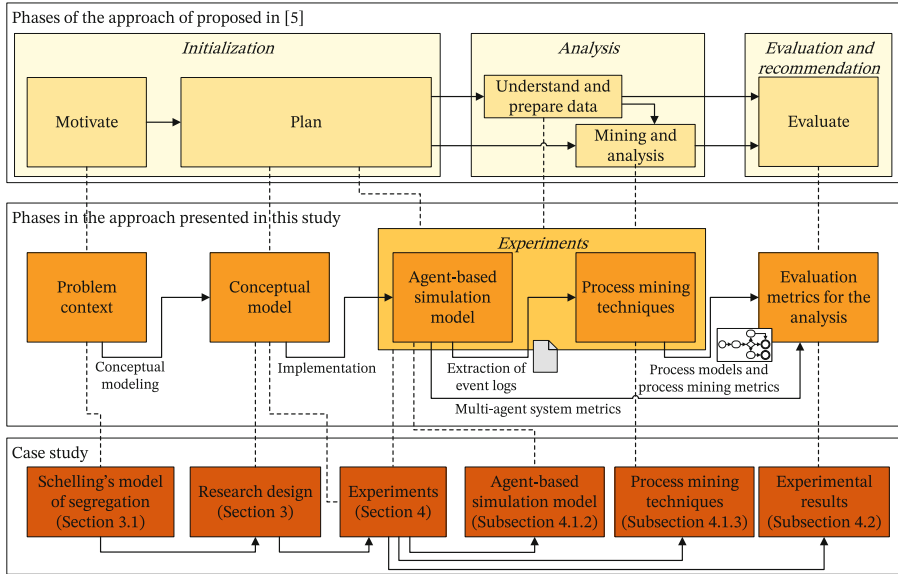 Phases of the approach of proposed in [5]
Initialization
Analysis
Evaluation and
recommendation
Motivate
Plan
Understand and
prepare data
Mining and
analysis
Evaluate
Phases in the approach presented in this study
Experiments
Problem
context
Conceptual
model
Agent-based
simulation
model
Process mining
techniques
Evaluation
metrics for the
analysis
Conceptual
modeling
Implementation
Extraction of
event logs
Process models and
process mining metrics
Multi-agent system metrics
Case study
Schelling's model
of segregation
(Section 3.1)
Research design
(Section 3)
Experiments
(Section 4)
Agent-based
simulation model
(Subsection 4.1.2)
Process mining
techniques
(Subsection 4.1.3)
Experimental
results
(Subsection 4.2)